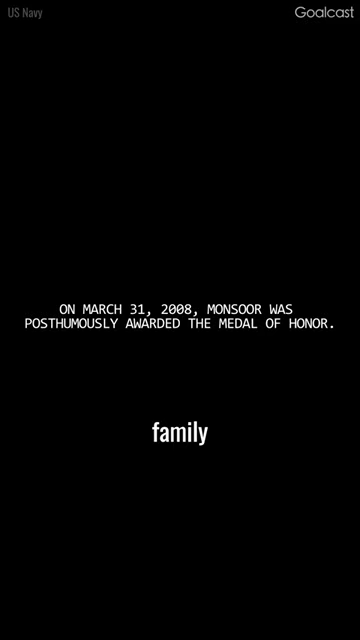 US Navy
Goalcast
ON MARCH 31, 2008, MONSOOR WAS
POSTHUMOUSLY AWARDED THE MEDAL OF HONOR.
family